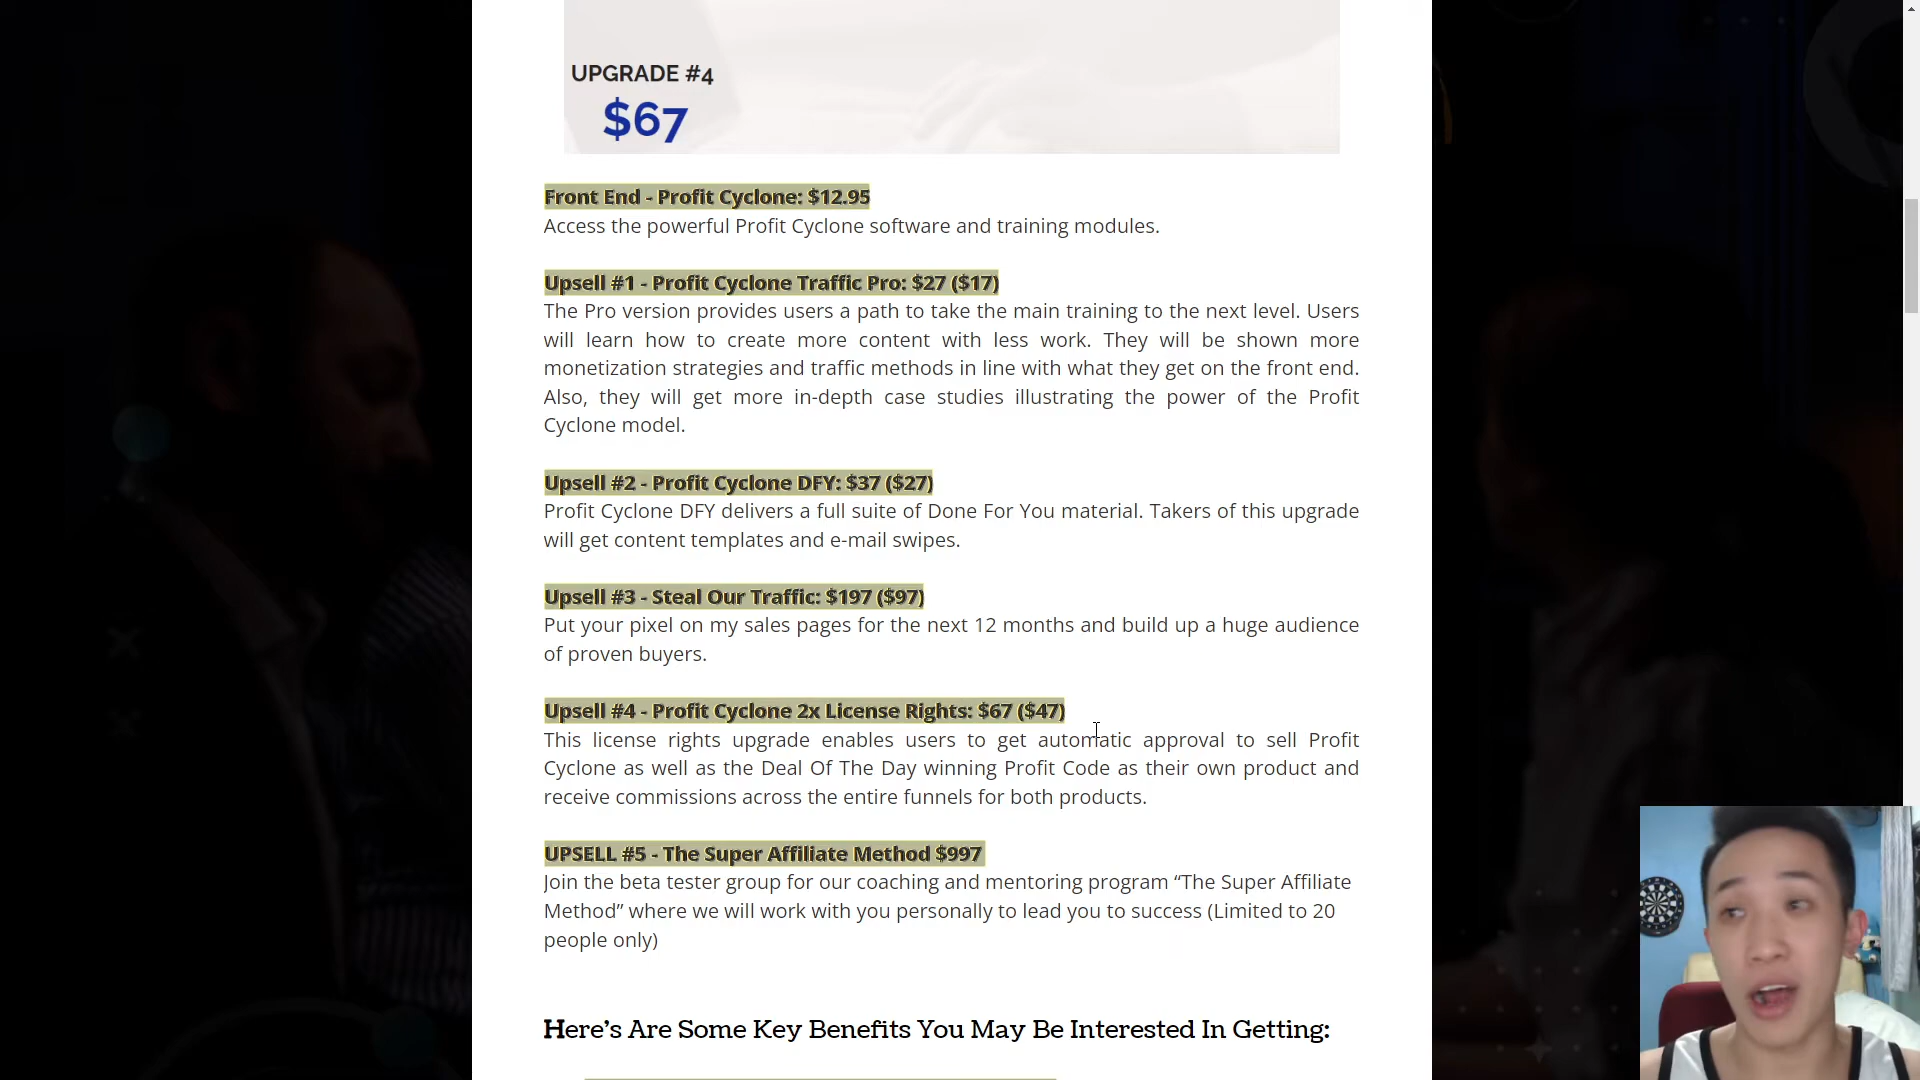 UPGRADE #4
$67
Front End - Profit Cyclone: $12.95
Access the powerful Profit Cyclone software and training modules.
Upsell #1 - Profit Cyclone Traffic Pro: $27 ($17)
The Pro version provides users a path to take the main training to the next level. Users
will learn how to create more content with less work. They will be shown more
monetization strategies and traffic methods in line with what they get on the front end.
Also, they will get more in-depth case studies illustrating the power of the Profit
Cyclone model.
Upsell #2 - Profit Cyclone DFY: $37 ($27)
Profit Cyclone DFY delivers a full suite of Done For You material. Takers of this upgrade
will get content templates and e-mail swipes.
Upsell #3 - Steal Our Traffic: $197 ($97)
Put your pixel on my sales pages for the next 12 months and build up a huge audience
of proven buyers.
Upsell #4 - Profit Cyclone 2x License Rights: $67 ($47)
This license rights upgrade enables users to get automatic approval to sell Profit
Cyclone as well as the Deal Of The Day winning Profit Code as their own product and
receive commissions across the entire funnels for both products.
UPSELL #5 - The Super Affiliate Method $997
Join the beta tester group for our coaching and mentoring program “The Super Affiliate
Method” where we will work with you personally to lead you to success (Limited to 20
people only)
Here’s Are Some Key Benefits You May Be Interested In Getting: